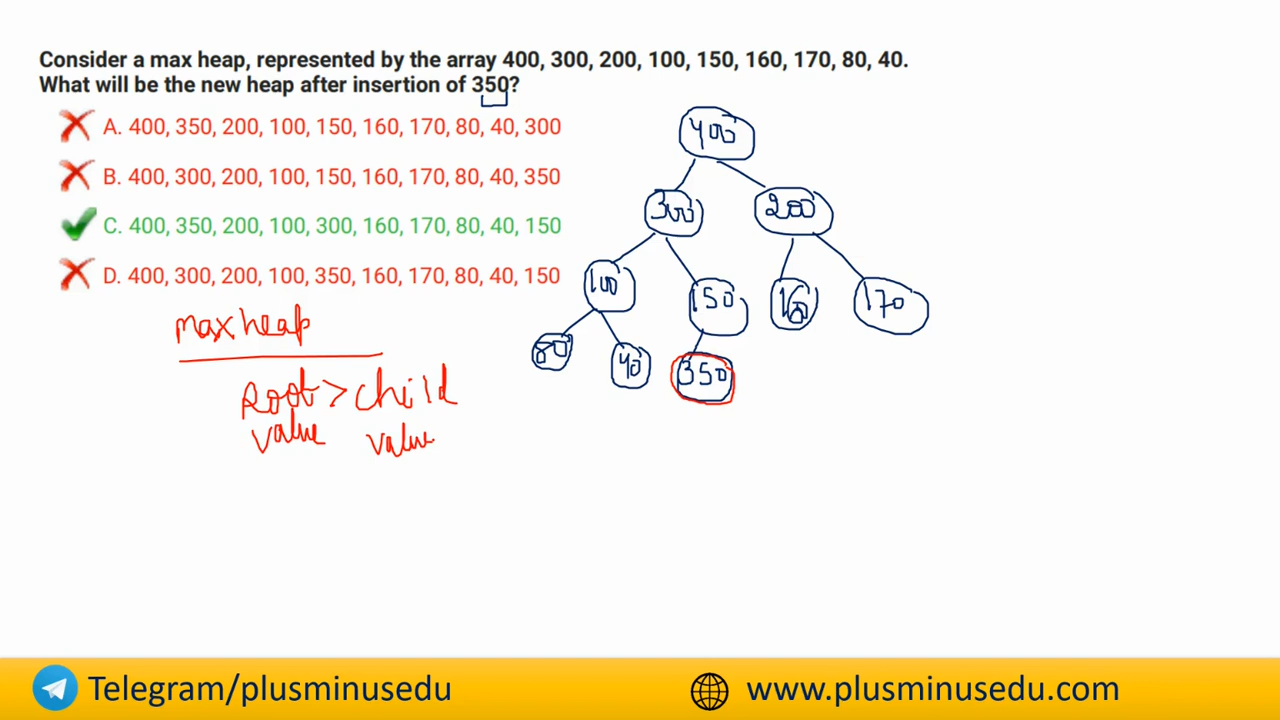 Consider a max heap, represented by the array 400, 300, 200, 100, 150, 160, 170, 80, 40.
What will be the new heap after insertion of 350?
A. 400, 350, 200, 100, 150, 160, 170, 80, 40, 300
B. 400, 300, 200, 100, 150, 160, 170, 80, 40, 350
C. 400, 350, 200, 100, 300, 160, 170, 80, 40, 150
D. 400, 300, 200, 100, 350, 160, 170, 80, 40, 150
400
300 200
100 150 160 170
80 40 350
max heap
Root > child
value value
Telegram/plusminusedu www.plusminusedu.com